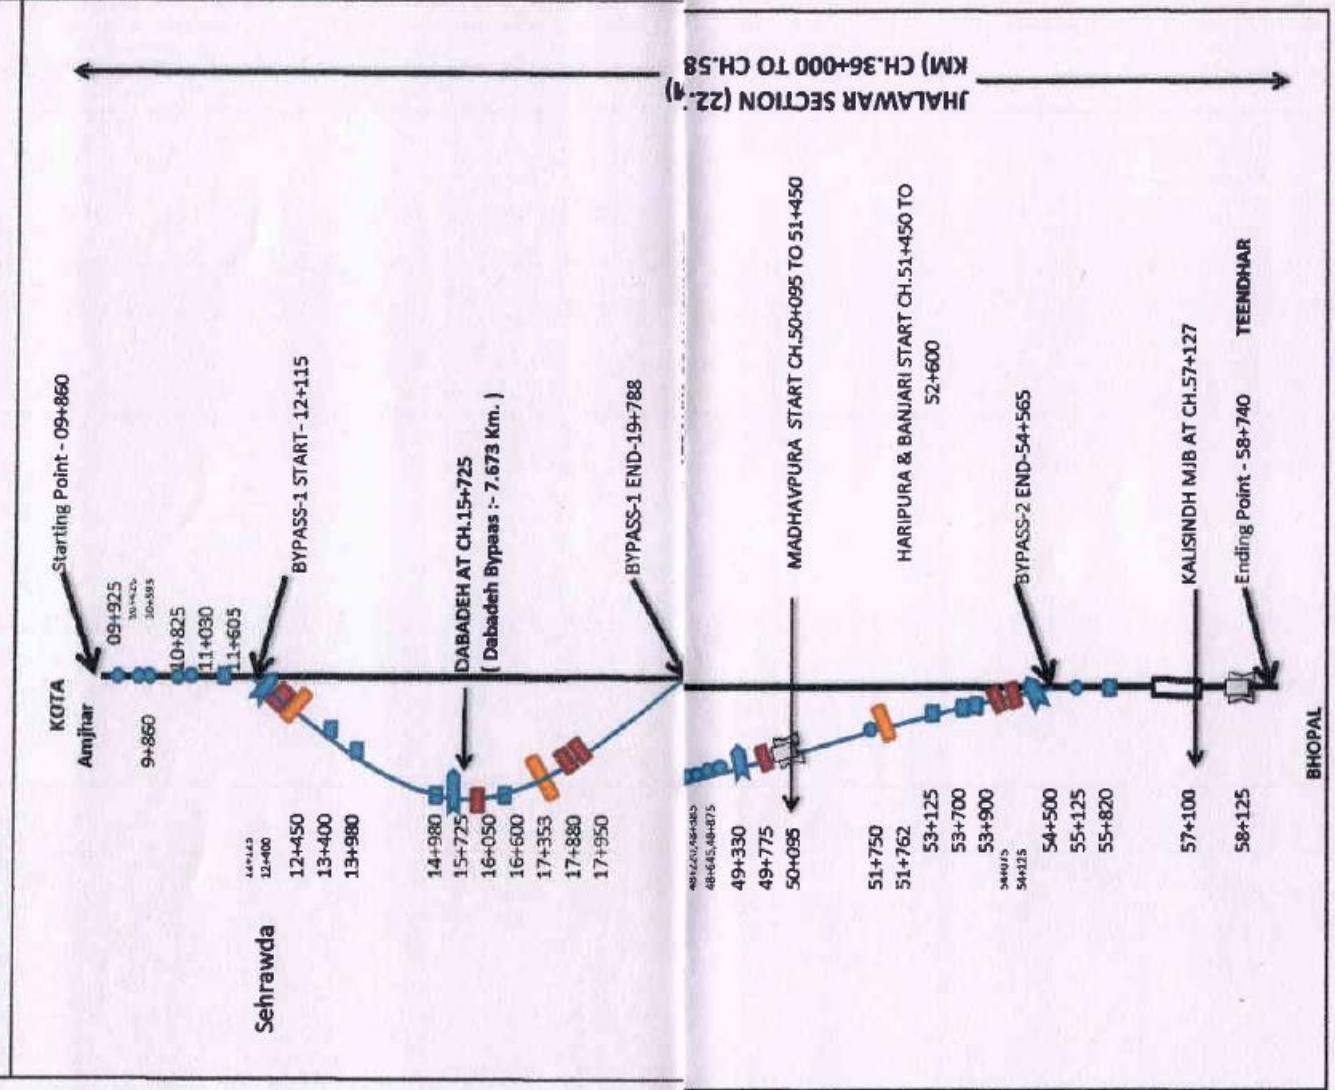 JHALAWAR SECTION (22.
KM) CH.36+000 TO CH.58
Starting Point - 09+860
KOTA
Amjhar
09+925
10+825
11+030
11+605
9+860
BYPASS-1 START- 12+115
Sehrawda
12+400
12+450
13+400
13+980
DABADEH AT CH.15+725
( Dabadeh Bypaas :- 7.673 Km. )
14+980
15+725
16+050
16+600
17+353
17+880
17+950
BYPASS-1 END-19+788
48+645,48+875
49+330
49+775
50+095
MADHAVPURA START CH.50+095 TO 51+450
HARIPURA & BANJARI START CH.51+450 TO
52+600
51+750
51+762
53+125
53+700
53+900
54+500
55+125
55+820
BYPASS-2 END-54+565
KALISINDH MJB AT CH.57+127
57+100
58+125
Ending Point - 58+740
TEENDHAR
BHOPAL